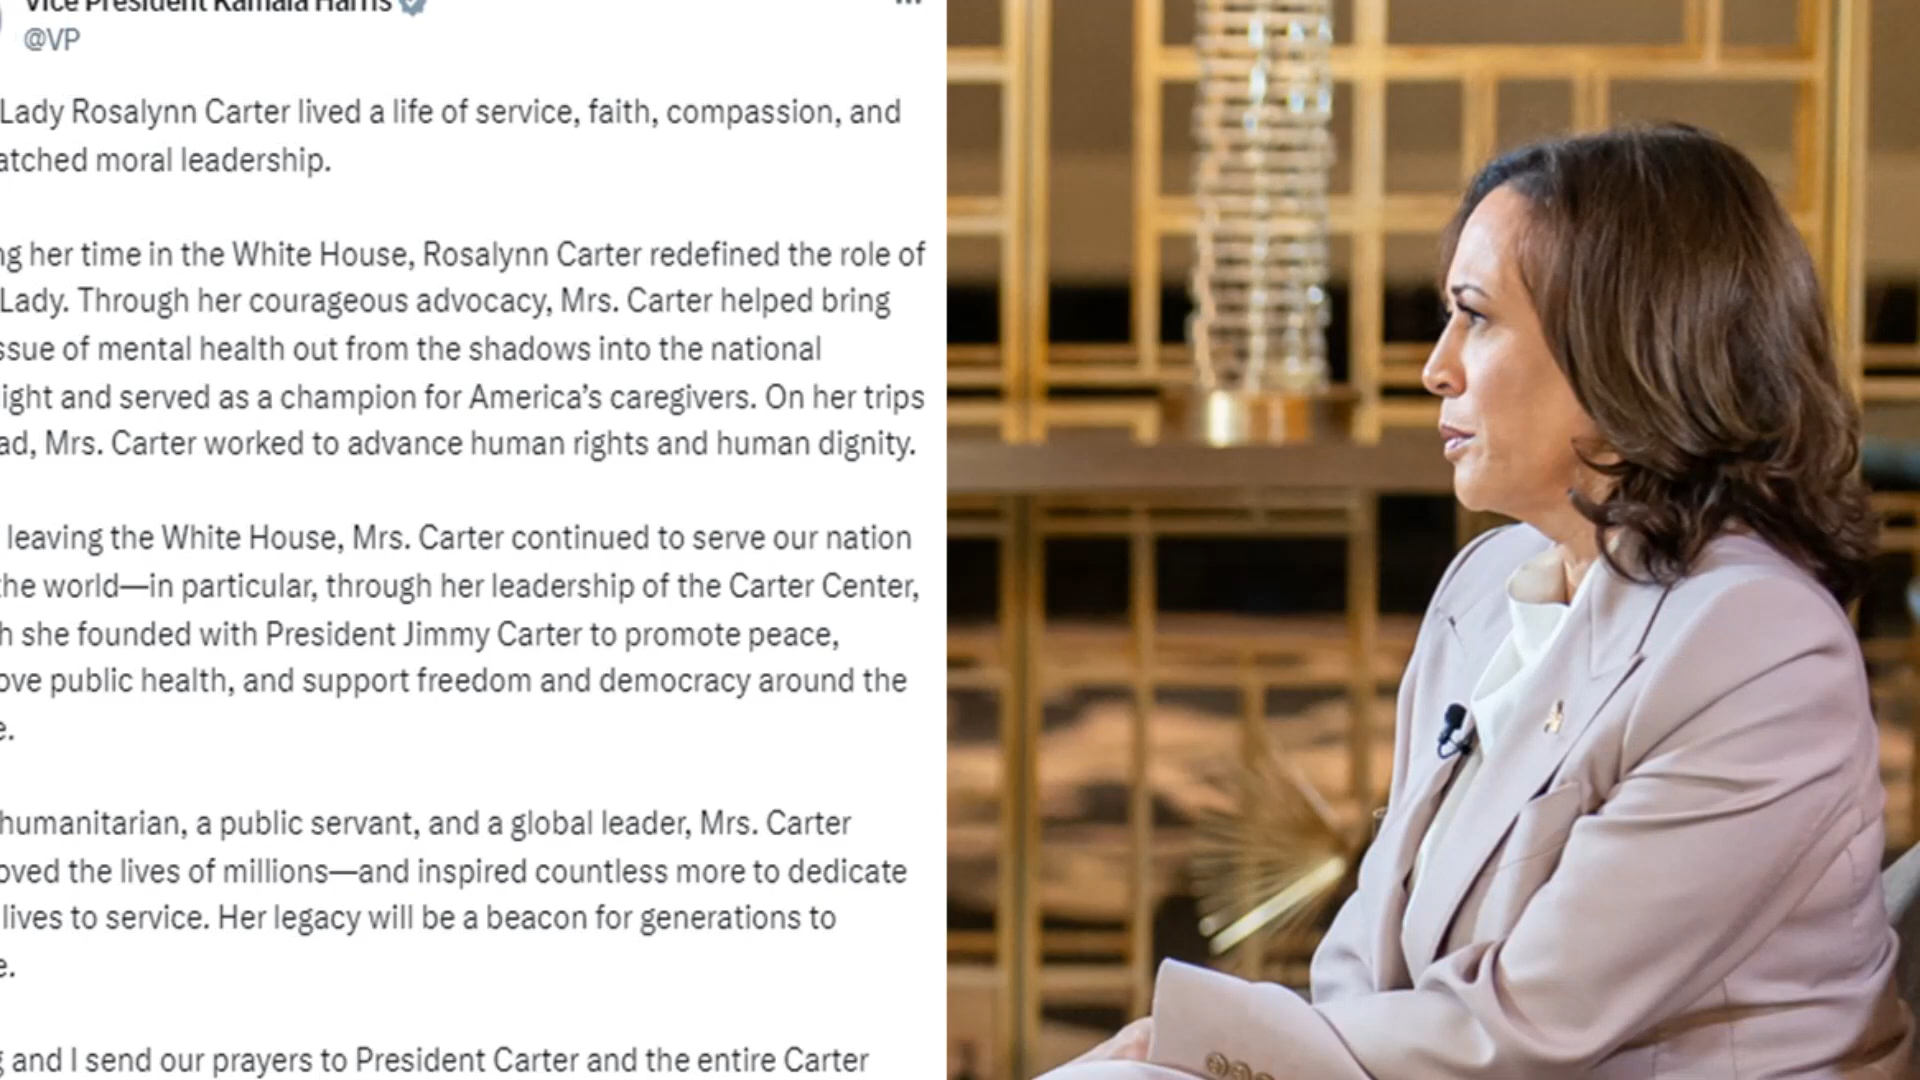 Vice President Kamala Harris
@VP
Lady Rosalynn Carter lived a life of service, faith, compassion, and
atched moral leadership.
ng her time in the White House, Rosalynn Carter redefined the role of
Lady. Through her courageous advocacy, Mrs. Carter helped bring
ssue of mental health out from the shadows into the national
ight and served as a champion for America’s caregivers. On her trips
ad, Mrs. Carter worked to advance human rights and human dignity.
leaving the White House, Mrs. Carter continued to serve our nation
the world—in particular, through her leadership of the Carter Center,
h she founded with President Jimmy Carter to promote peace,
ove public health, and support freedom and democracy around the
e.
humanitarian, a public servant, and a global leader, Mrs. Carter
oved the lives of millions—and inspired countless more to dedicate
lives to service. Her legacy will be a beacon for generations to
e.
g and I send our prayers to President Carter and the entire Carter